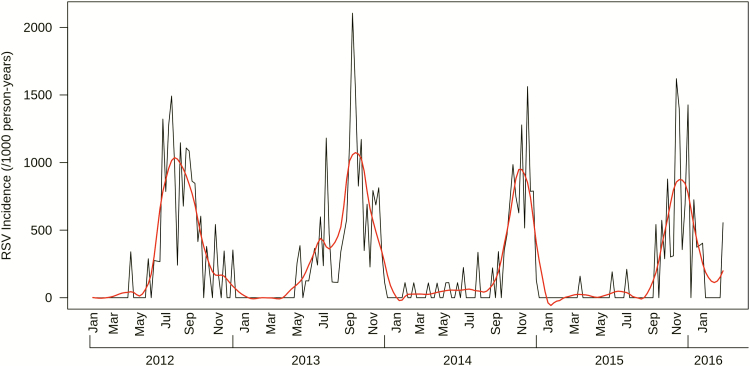 RSV Incidence (/1000 person-years)
2000
1500
1000
500
0
Jan Mar May Jul Sep Nov Jan Mar May Jul Sep Nov Jan Mar May Jul Sep Nov Jan Mar May Jul Sep Nov Jan
2012 2013 2014 2015 2016